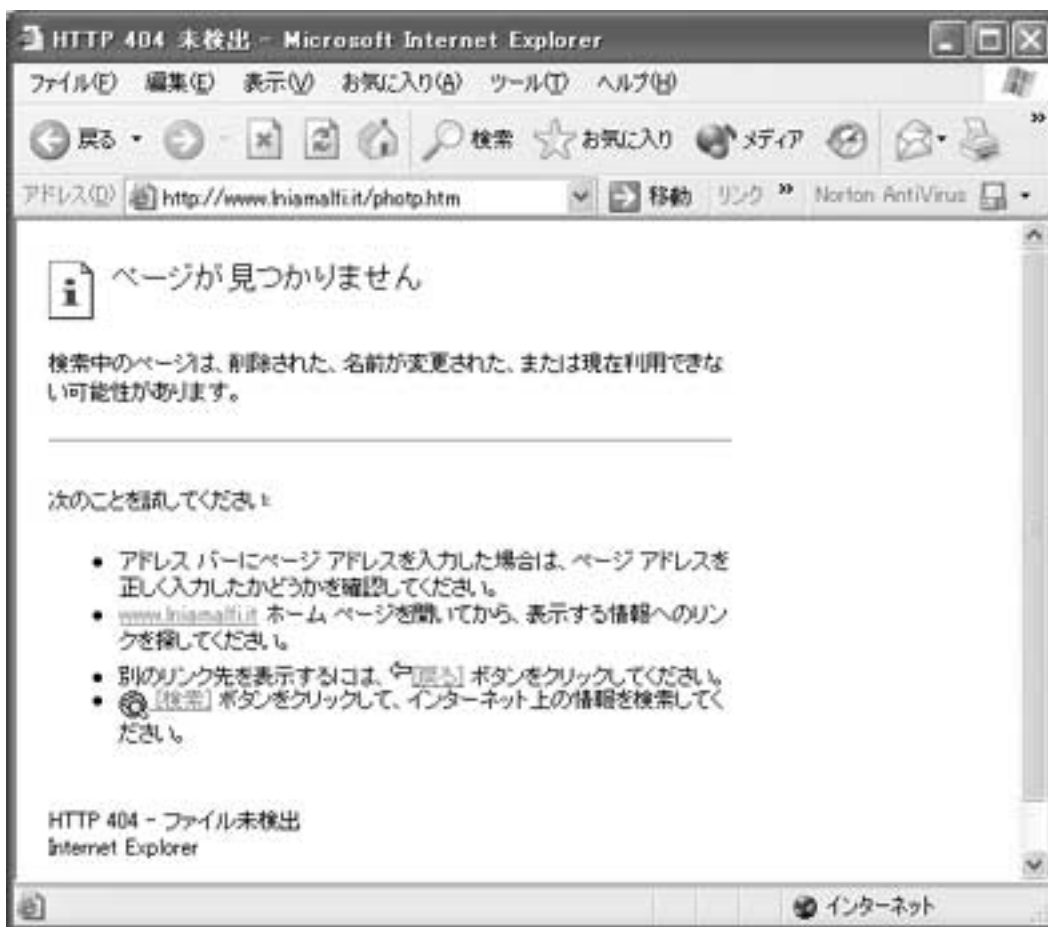 HTTP 404 未検出 - Microsoft Internet Explorer
ファイル(F) 編集(E) 表示(V) お気に入り(A) ツール(T) ヘルプ(H)
戻る 検索 お気に入り メディア »
アドレス(D) http://www.lniamalfi.it/photp.htm 移動 リンク » Norton AntiVirus
ページが見つかりません
検索中のページは、削除された、名前が変更された、または現在利用できな
い可能性があります。
次のことを試してください:
• アドレス バーにページ アドレスを入力した場合は、ページ アドレスを
正しく入力したかどうかを確認してください。
• www.lniamalfi.it ホーム ページを開いてから、表示する情報へのリン
クを探してください。
• 別のリンク先を表示するには、[戻る] ボタンをクリックしてください。
• [検索] ボタンをクリックして、インターネット上の情報を検索してく
ださい。
HTTP 404 - ファイル未検出
Internet Explorer
インターネット